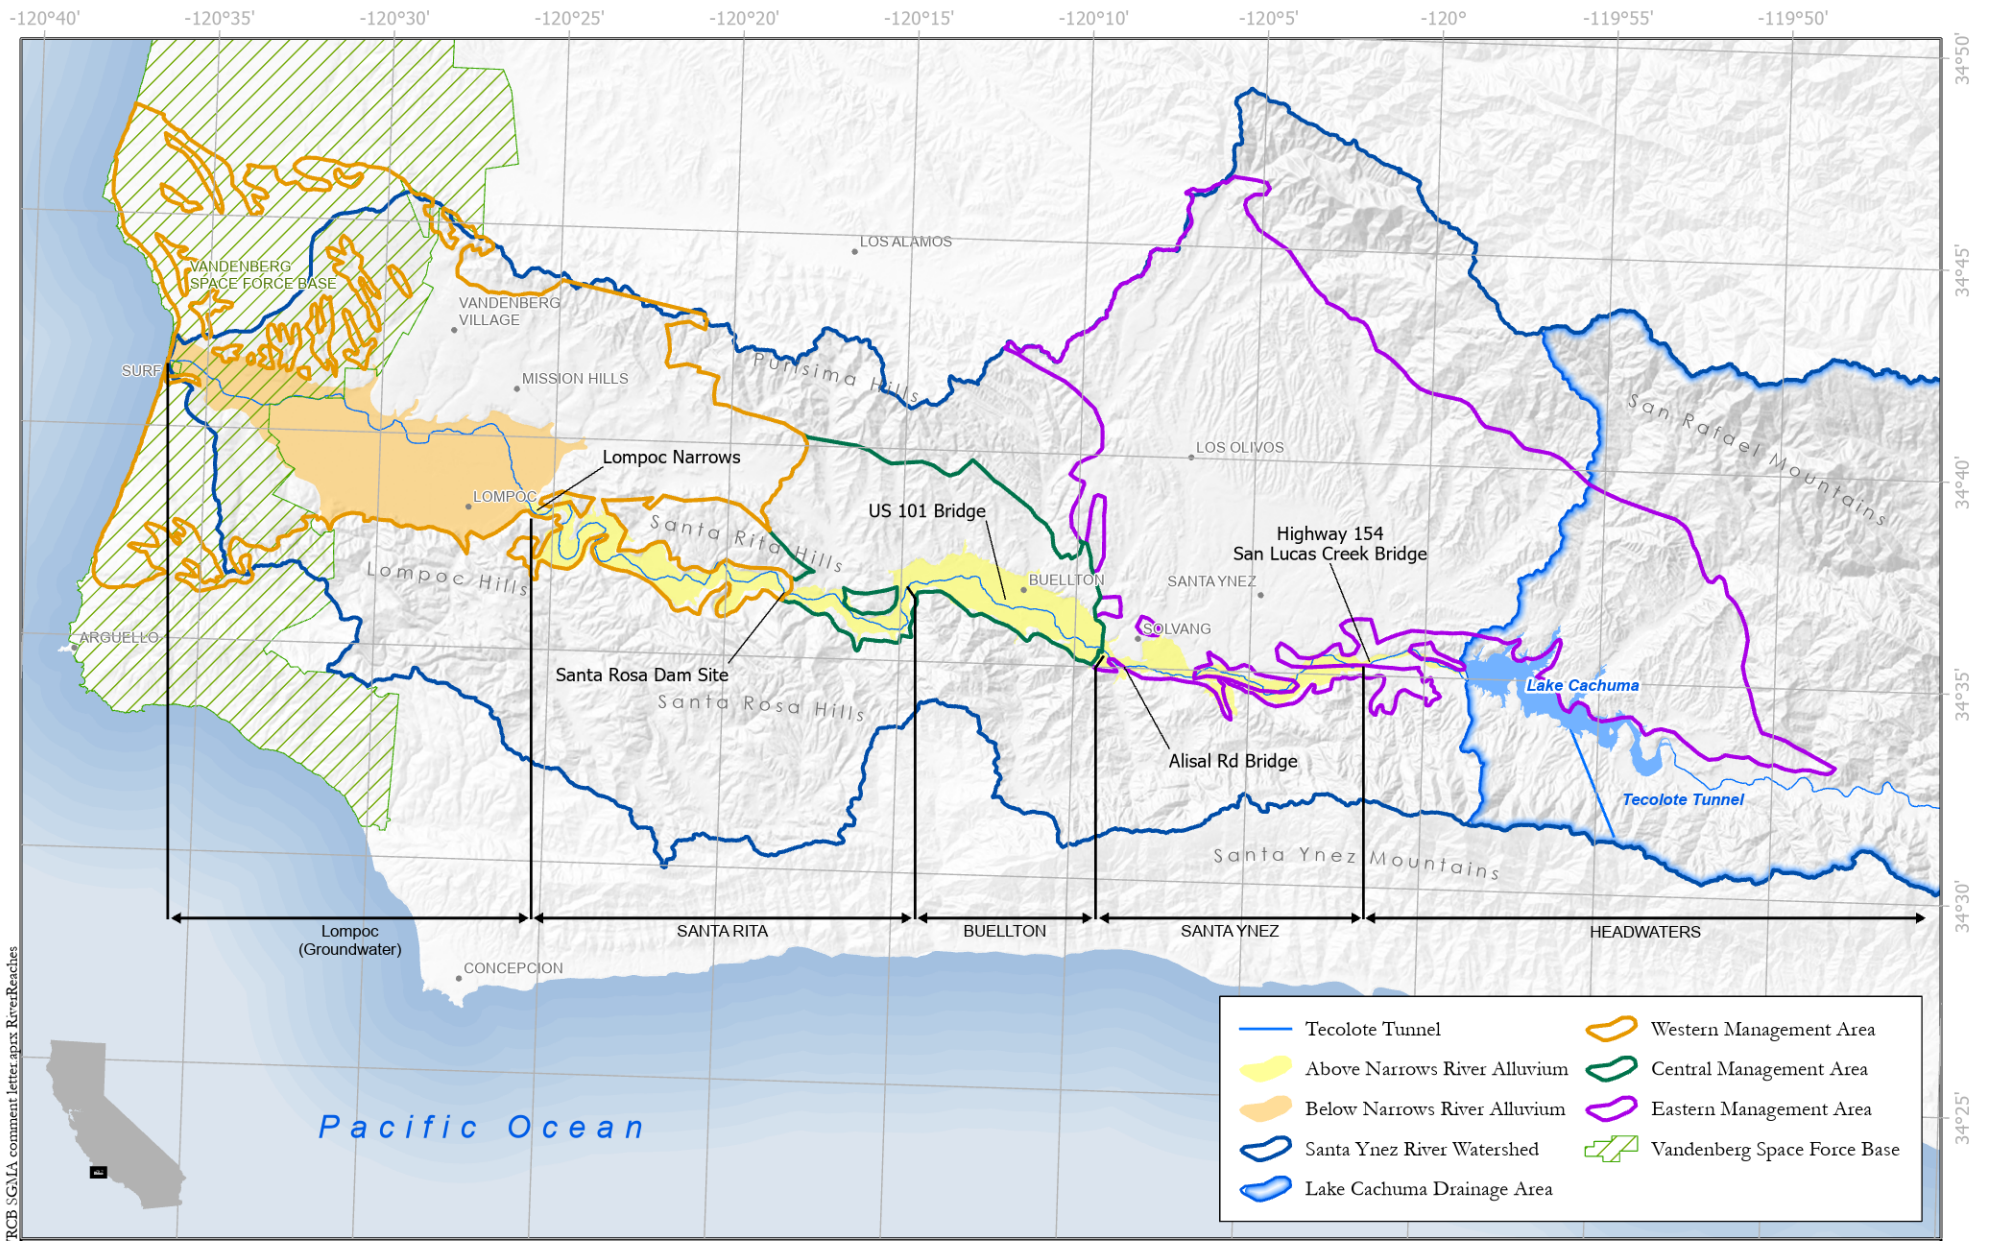 -120°40' -120°35' -120°30' -120°25' -120°20' -120°15' -120°10' -120°5' -120° -119°55' -119°50'
34°50'
34°45'
34°40'
34°35'
34°30'
34°25'
LOS ALAMOS
VANDENBERG
SPACE FORCE BASE
VANDENBERG
VILLAGE
SURF
MISSION HILLS
Purisima Hills
San Rafael Mountains
LOS OLIVOS
Lompoc Narrows
LOMPOC
US 101 Bridge
Santa Rita Hills
Highway 154
San Lucas Creek Bridge
Lompoc Hills
BUELLTON
SANTA YNEZ
ARGUELLO
SOLVANG
Santa Rosa Dam Site
Lake Cachuma
Santa Rosa Hills
Alisal Rd Bridge
Tecolote Tunnel
Santa Ynez Mountains
Lompoc
(Groundwater)
SANTA RITA
BUELLTON
SANTA YNEZ
HEADWATERS
CONCEPCION
Pacific Ocean
Tecolote Tunnel
Above Narrows River Alluvium
Below Narrows River Alluvium
Santa Ynez River Watershed
Lake Cachuma Drainage Area
Western Management Area
Central Management Area
Eastern Management Area
Vandenberg Space Force Base
SGMA comment letter.aprx RiverReaches